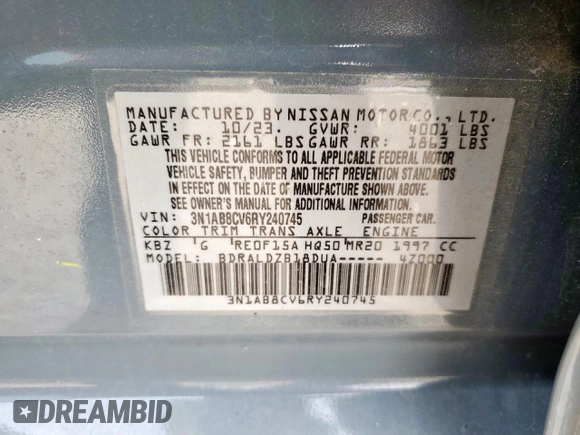 MANUFACTURED BY NISSAN MOTOR CO., LTD.
DATE: 10/23. GVWR: 4001 LBS
GAWR FR: 2161 LBS GAWR RR: 1863 LBS
THIS VEHICLE CONFORMS TO ALL APPLICABLE FEDERAL MOTOR
VEHICLE SAFETY, BUMPER AND THEFT PREVENTION STANDARDS
IN EFFECT ON THE DATE OF MANUFACTURE SHOWN ABOVE.
SEE OWNER'S MANUAL FOR ADDITIONAL INFORMATION.
VIN: 3N1AB8CV6RY240745 PASSENGER CAR.
COLOR TRIM TRANS AXLE ENGINE
KBZ G RE0F15A HQ50 MR20 1997 CC
MODEL: BDRALDZB18DUA----- 4Z000
3N1AB8CV6RY240745
DREAMBID